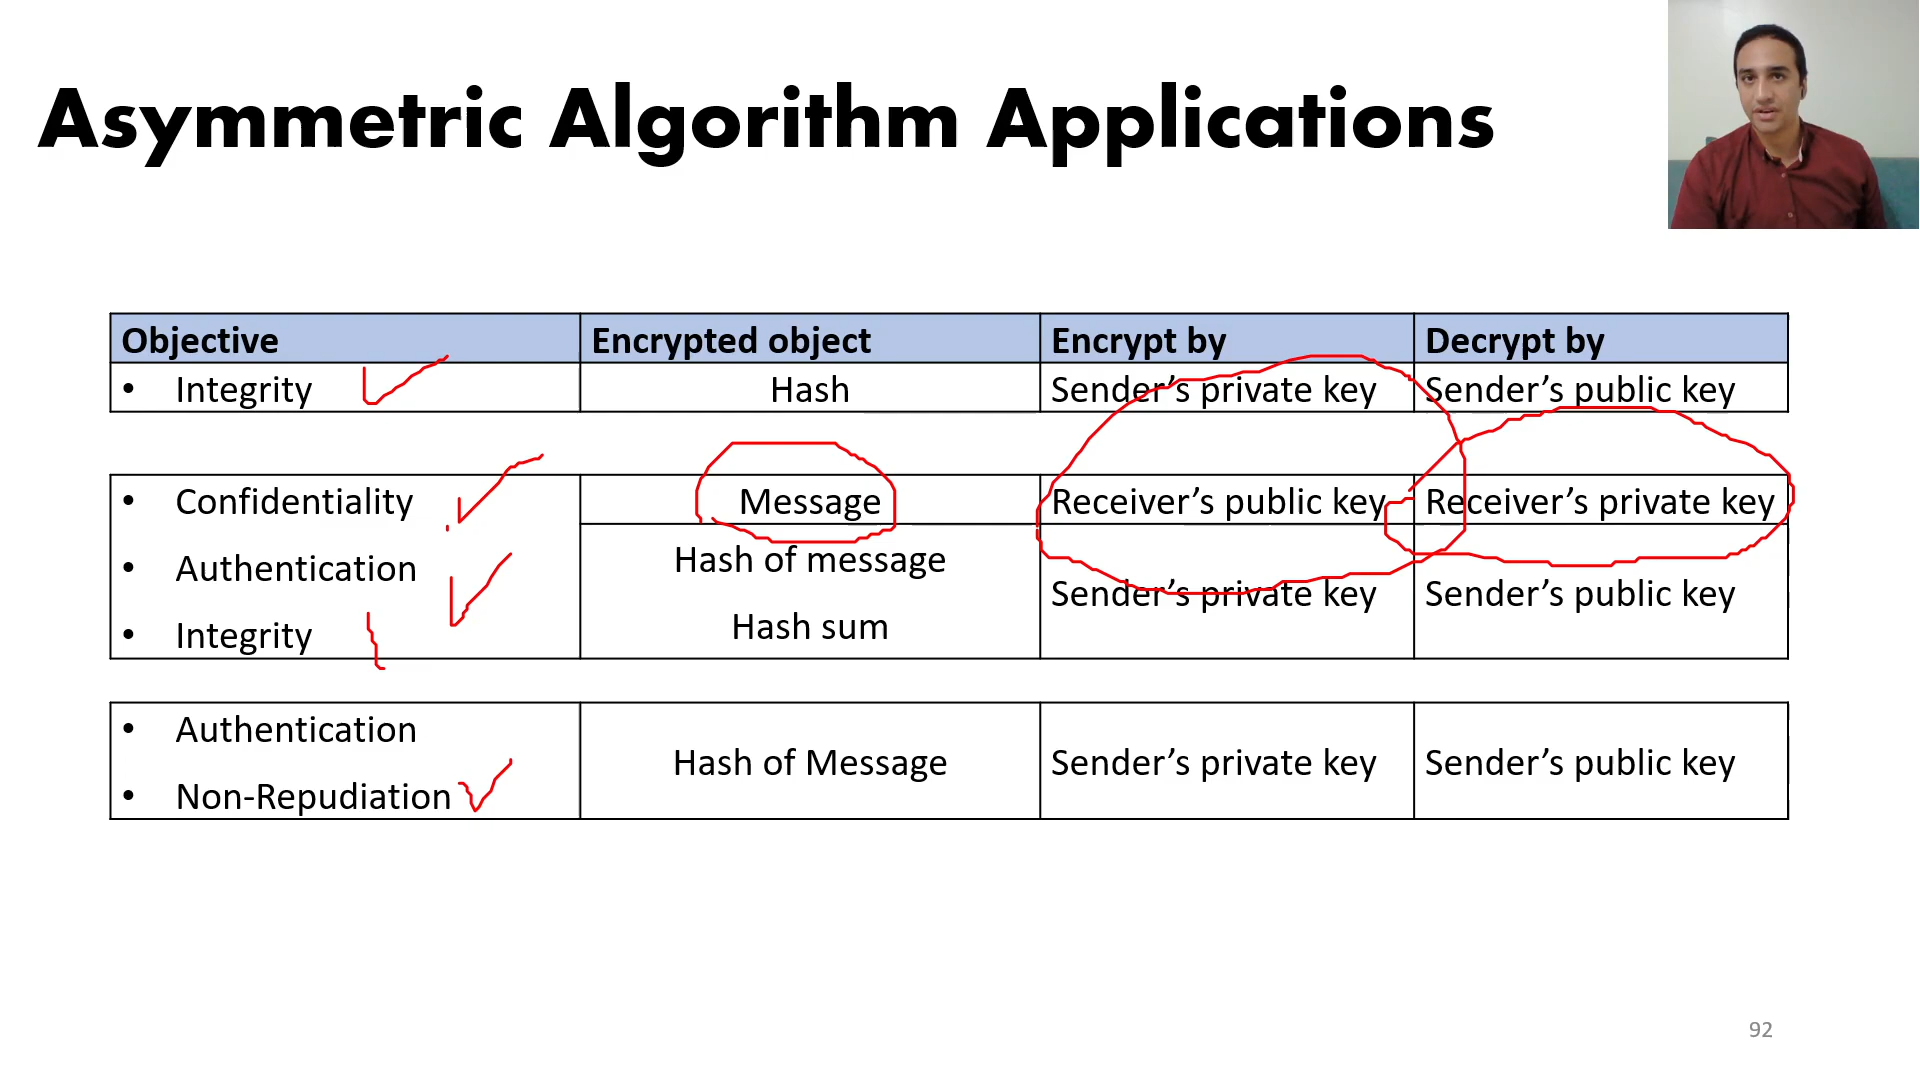 Asymmetric Algorithm Applications
Objective Encrypted object Encrypt by Decrypt by
• Integrity Hash Sender’s private key Sender’s public key
• Confidentiality Message Receiver’s public key Receiver’s private key
• Authentication Hash of message Sender’s private key Sender’s public key
• Integrity Hash sum
• Authentication Hash of Message Sender’s private key Sender’s public key
• Non-Repudiation
92